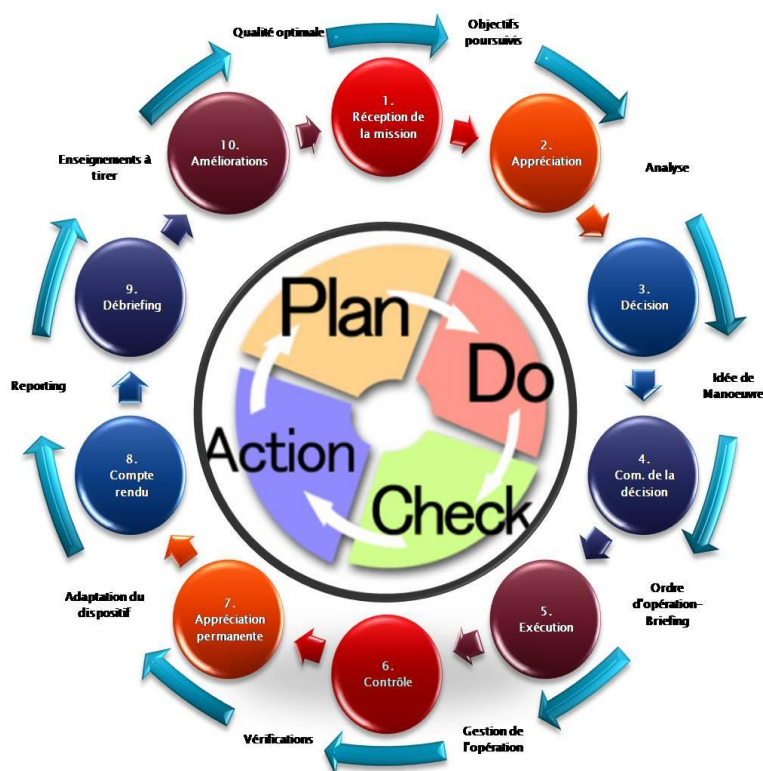 Qualité optimale
Objectifs
poursuivis
1.
Réception de
la mission
2.
Appréciation
Analyse
3.
Décision
Idée de
Manoeuvre
4.
Com. de la
décision
Ordre
d'opération-
Briefing
5.
Exécution
Gestion de
l'opération
6.
Contrôle
Vérifications
7.
Appréciation
permanente
Adaptation du
dispositif
8.
Compte
rendu
Reporting
9.
Débriefing
Enseignements à
tirer
10.
Améliorations
Plan
Do
Check
Action